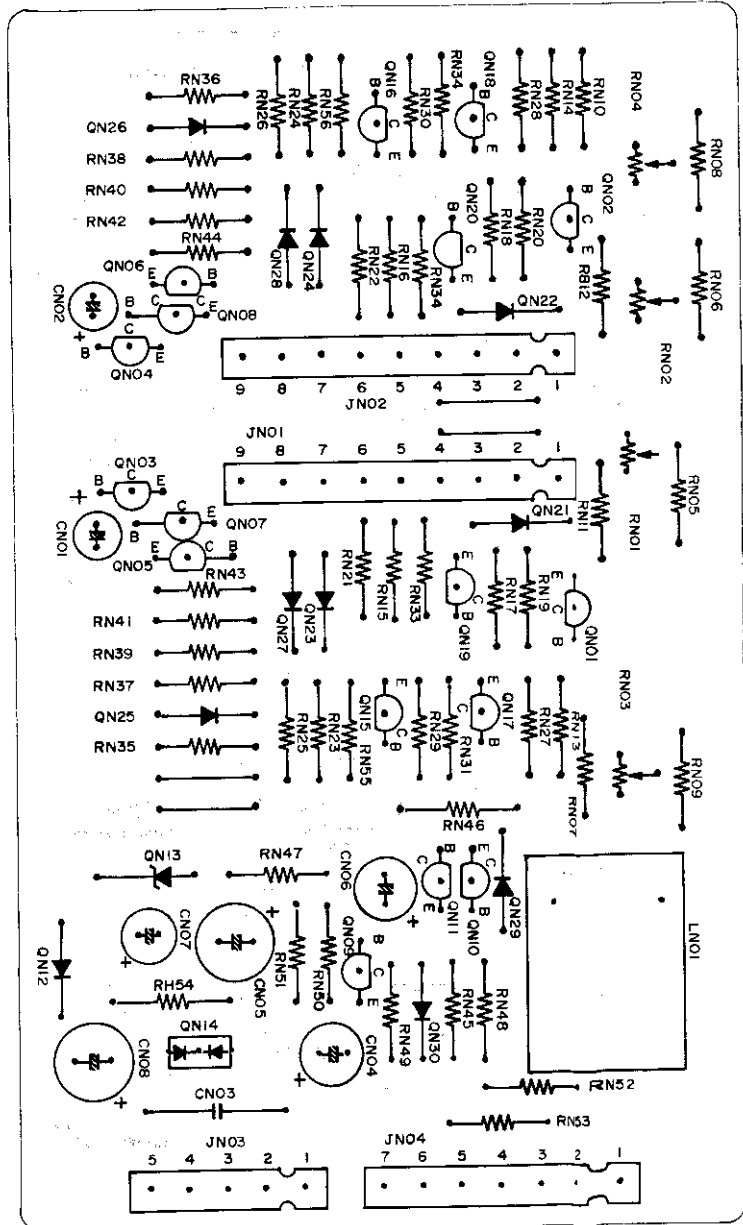 RN36
QN26
RN38
RN40
RN42
RN44
QN06
E
B
CN02
+
B
C
C
E
QN08
B
C
E
QN04
RN26
RN24
RN56
QN16
B
C
E
RN30
RN34
QN18
B
C
E
RN28
RN14
RN10
RN04
RN08
QN28
QN24
RN22
RN16
RN34
QN20
B
C
E
RN18
RN20
QN02
B
C
E
R812
RN06
QN22
RN02
9 8 7 6 5 4 3 2 1
JN02
JN01
9 8 7 6 5 4 3 2 1
QN03
B
C
E
+
CN01
B
C
E
QN07
E
C
B
QN05
RN43
RN41
RN39
RN37
QN25
RN35
QN21
RN11
RN01
RN05
QN27
QN23
RN21
RN15
RN33
E
C
B
QN19
RN17
RN19
E
C
B
QN01
RN25
RN23
RN55
QN15
E
C
B
RN29
RN31
E
C
B
QN17
RN27
RN13
RN07
RN03
RN09
RN46
QN13
RN47
CN06
+
B
C
E
QN11
E
C
B
QN10
QN29
LN01
QN12
CN07
+
CN05
+
RN51
RN50
QN09
B
C
E
RN49
QN30
RN45
RN48
RH54
QN14
CN08
+
CN04
+
CN03
RN52
RN53
JN03
5 4 3 2 1
JN04
7 6 5 4 3 2 1